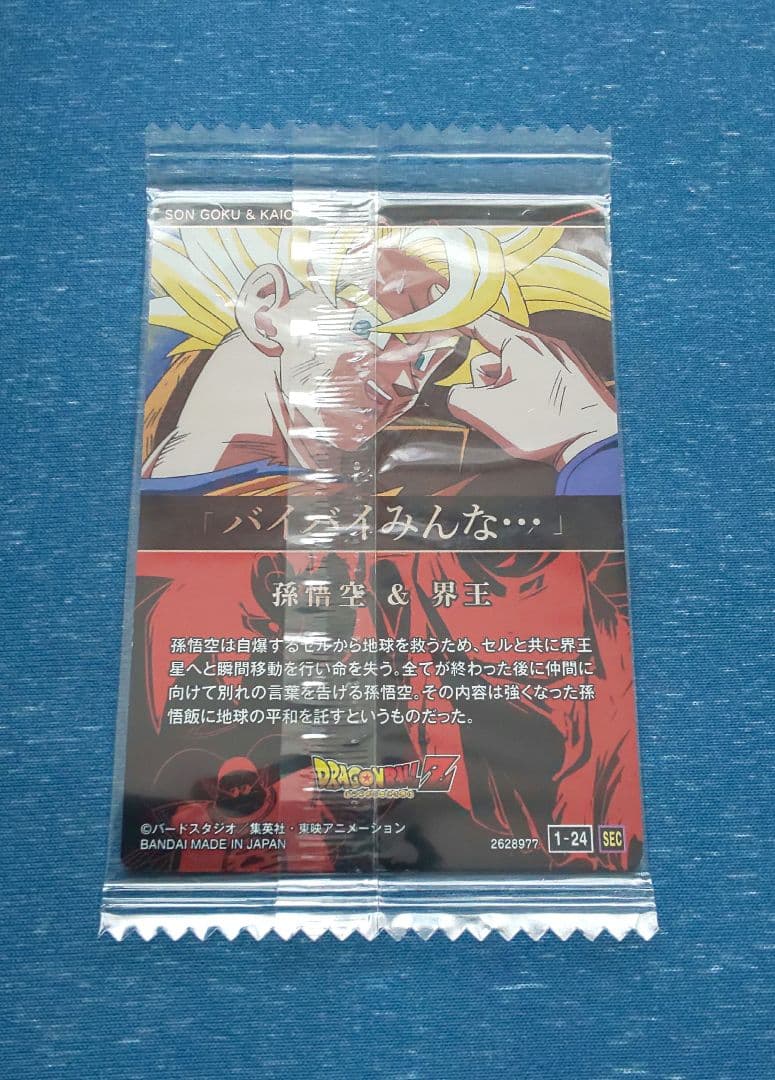 SON GOKU & KAIO
「バイバイみんな…」
孫悟空 & 界王
孫悟空は自爆するセルから地球を救うため、セルと共に界王
星へと瞬間移動を行い命を失う。全てが終わった後に仲間に
向けて別れの言葉を告げる孫悟空。その内容は強くなった孫
悟飯に地球の平和を託すというものだった。
DRAGON BALL Z
©バードスタジオ/集英社・東映アニメーション
BANDAI MADE IN JAPAN
2628977 1-24 SEC